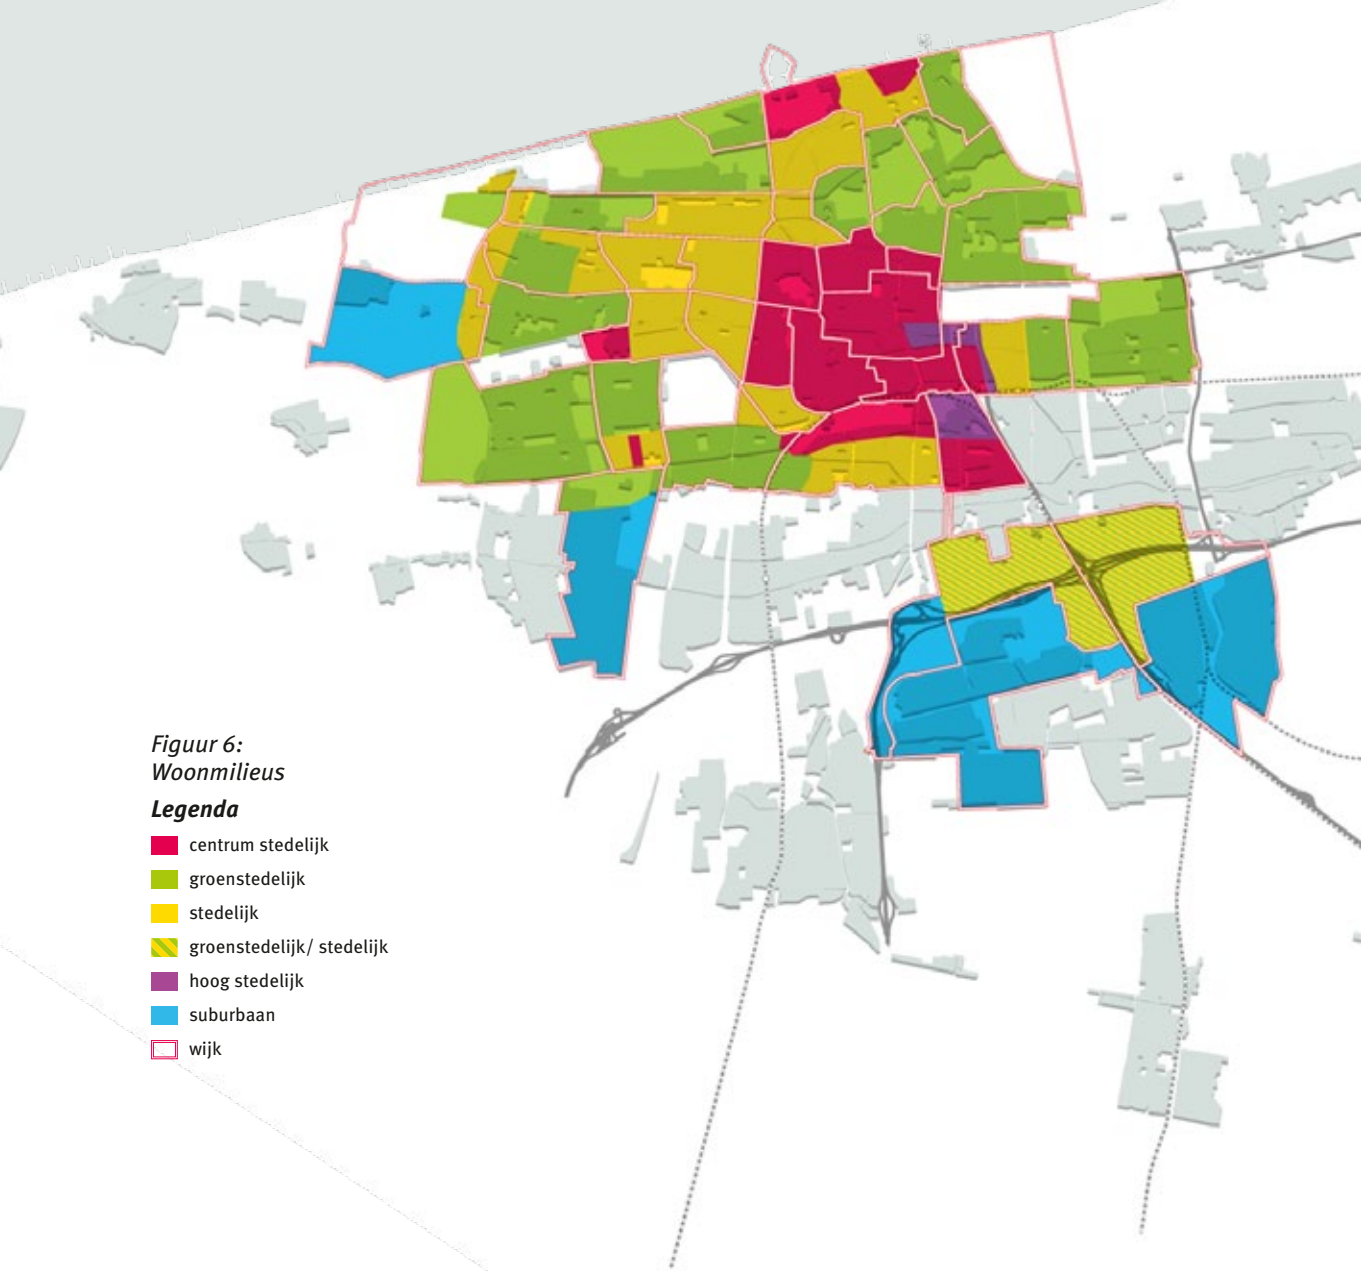 Figuur 6:
Woonmilieus
Legenda
centrum stedelijk
groenstedelijk
stedelijk
groenstedelijk/ stedelijk
hoog stedelijk
suburbaan
wijk